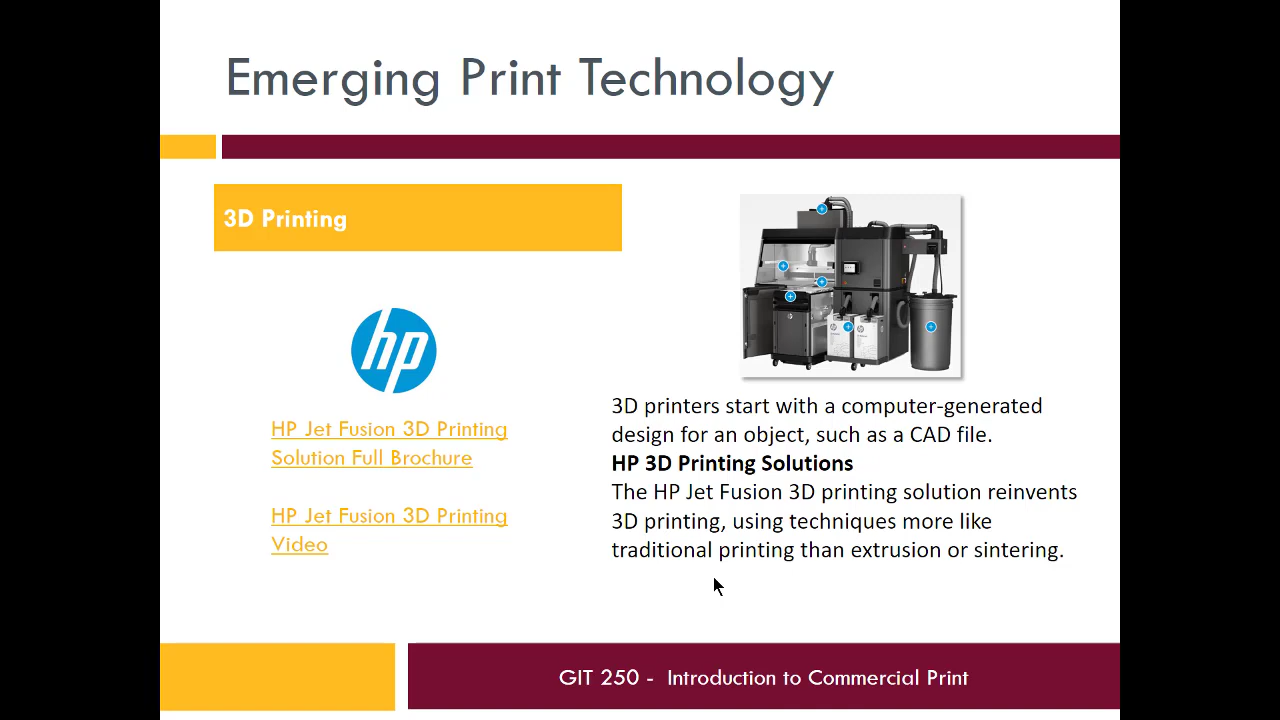 Emerging Print Technology
3D Printing
hp
HP Jet Fusion 3D Printing
Solution Full Brochure
HP Jet Fusion 3D Printing
Video
3D printers start with a computer-generated
design for an object, such as a CAD file.
HP 3D Printing Solutions
The HP Jet Fusion 3D printing solution reinvents
3D printing, using techniques more like
traditional printing than extrusion or sintering.
GIT 250 - Introduction to Commercial Print